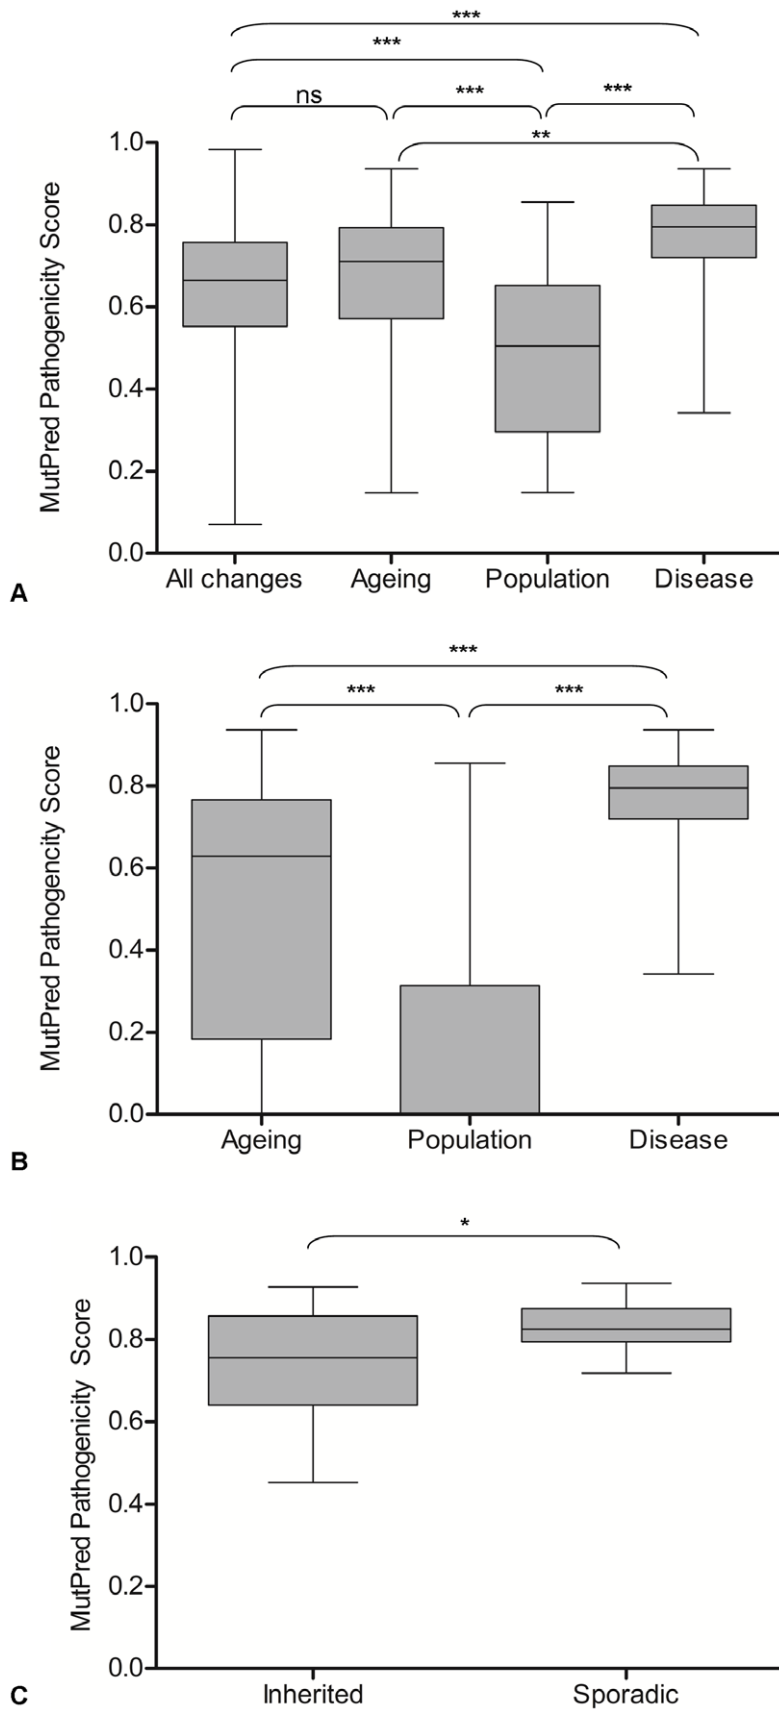 ***
***
ns *** ***
**
MutPred Pathogenicity Score
1.0
0.8
0.6
0.4
0.2
0.0
All changes Ageing Population Disease
A
***
*** ***
MutPred Pathogencity Score
1.0
0.8
0.6
0.4
0.2
0.0
Ageing Population Disease
B
*
MutPred Pathogenicity Score
1.0
0.8
0.6
0.4
0.2
0.0
Inherited Sporadic
C